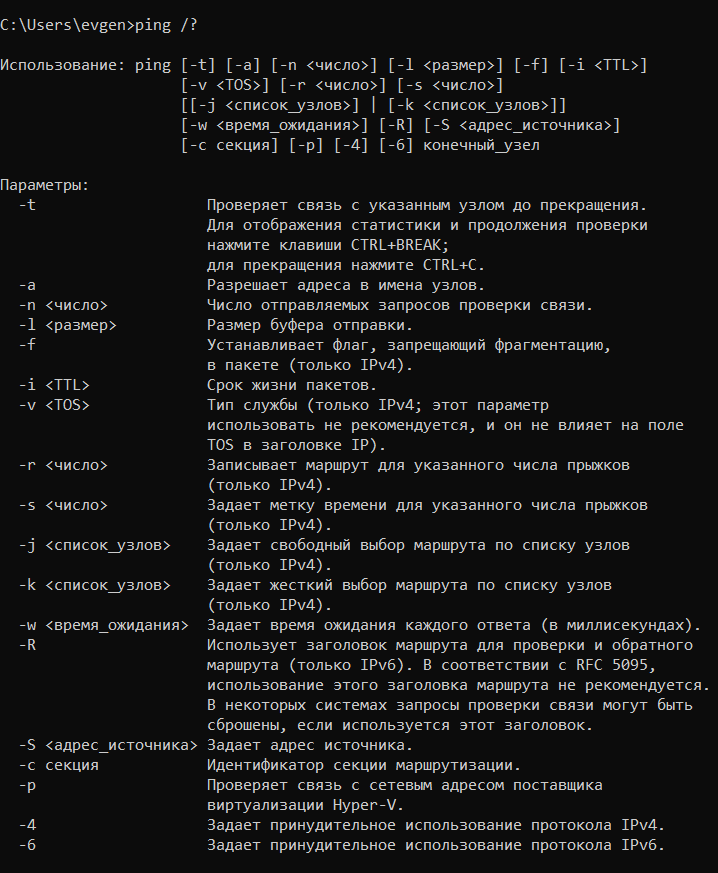 C:\Users\evgen>ping /?
Использование: ping [-t] [-a] [-n <число>] [-l <размер>] [-f] [-i <TTL>]
[-v <TOS>] [-r <число>] [-s <число>]
[[-j <список_узлов>] | [-k <список_узлов>]]
[-w <время_ожидания>] [-R] [-S <адрес_источника>]
[-c секция] [-p] [-4] [-6] конечный_узел
Параметры:
-t Проверяет связь с указанным узлом до прекращения.
Для отображения статистики и продолжения проверки
нажмите клавиши CTRL+BREAK;
для прекращения нажмите CTRL+C.
-a Разрешает адреса в имена узлов.
-n <число> Число отправляемых запросов проверки связи.
-l <размер> Размер буфера отправки.
-f Устанавливает флаг, запрещающий фрагментацию,
в пакете (только IPv4).
-i <TTL> Срок жизни пакетов.
-v <TOS> Тип службы (только IPv4; этот параметр
использовать не рекомендуется, и он не влияет на поле
TOS в заголовке IP).
-r <число> Записывает маршрут для указанного числа прыжков
(только IPv4).
-s <число> Задает метку времени для указанного числа прыжков
(только IPv4).
-j <список_узлов> Задает свободный выбор маршрута по списку узлов
(только IPv4).
-k <список_узлов> Задает жесткий выбор маршрута по списку узлов
(только IPv4).
-w <время_ожидания> Задает время ожидания каждого ответа (в миллисекундах).
-R Использует заголовок маршрута для проверки и обратного
маршрута (только IPv6). В соответствии с RFC 5095,
использование этого заголовка маршрута не рекомендуется.
В некоторых системах запросы проверки связи могут быть
сброшены, если используется этот заголовок.
-S <адрес_источника> Задает адрес источника.
-c секция Идентификатор секции маршрутизации.
-p Проверяет связь с сетевым адресом поставщика
виртуализации Hyper-V.
-4 Задает принудительное использование протокола IPv4.
-6 Задает принудительное использование протокола IPv6.